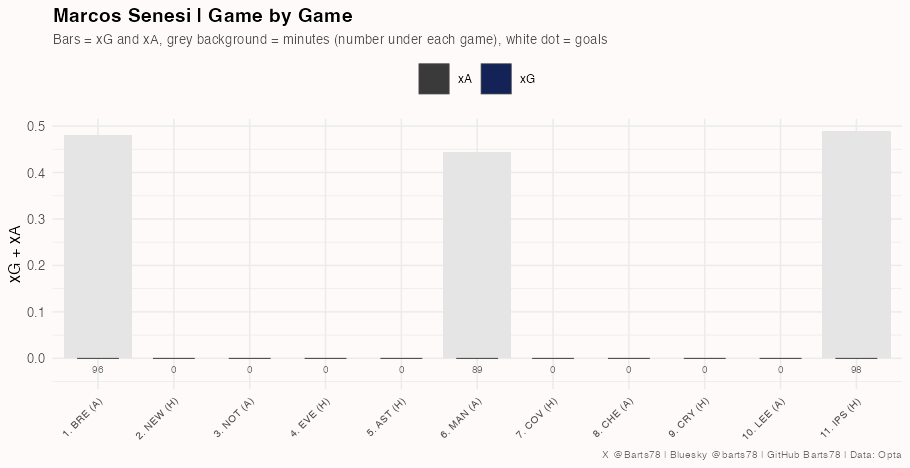 Marcos Senesi | Game by Game
Bars = xG and xA, grey background = minutes (number under each game), white dot = goals
xA xG
xG + xA
0.5
0.4
0.3
0.2
0.1
0.0
96 0 0 0 0 89 0 0 0 0 98
1. BRE (A) 2. NEW (H) 3. NOT (A) 4. EVE (H) 5. AST (H) 6. MAN (A) 7. COV (H) 8. CHE (A) 9. CRY (H) 10. LEE (A) 11. IPS (H)
X @Barts78 | Bluesky @barts78 | GitHub Barts78 | Data: Opta